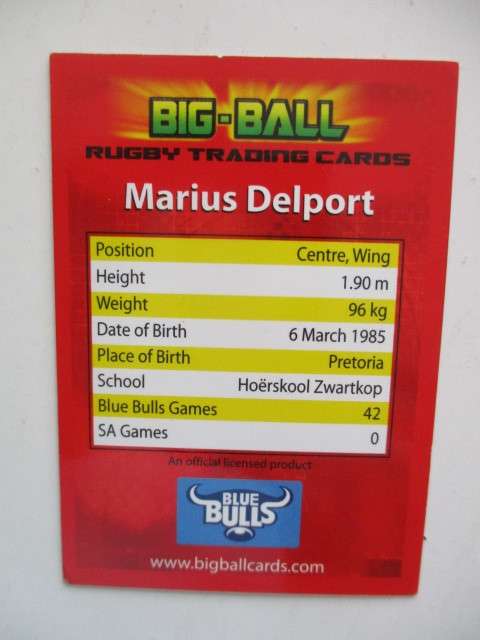 BIG-BALL
RUGBY TRADING CARDS
Marius Delport
Position Centre, Wing
Height 1.90 m
Weight 96 kg
Date of Birth 6 March 1985
Place of Birth Pretoria
School Hoërskool Zwartkop
Blue Bulls Games 42
SA Games 0
An official licensed product
BLUE
BULLS
www.bigballcards.com